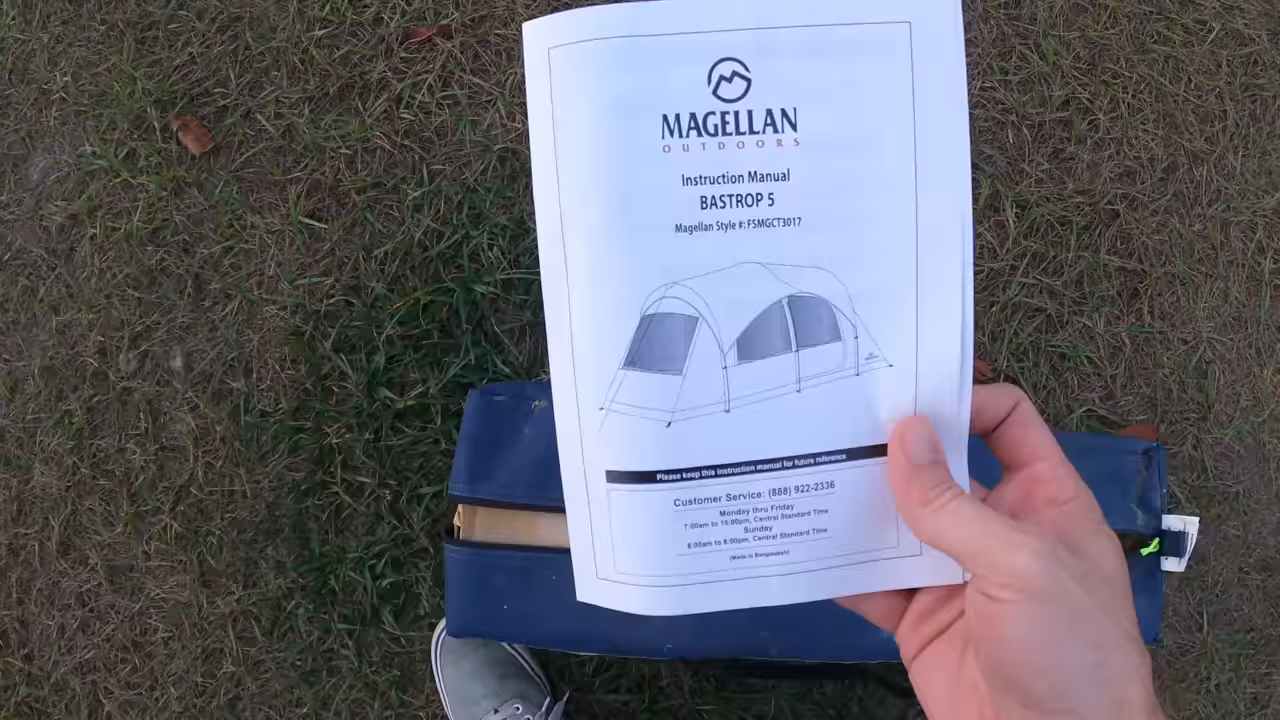 MAGELLAN
OUTDOORS
Instruction Manual
BASTROP 5
Magellan Style #: FSMGCT3017
Please keep this instruction manual for future reference
Customer Service: (888) 922-2336
Monday thru Friday
7:00am to 10:00pm, Central Standard Time
Sunday
8:00am to 8:00pm, Central Standard Time
(Made in Bangladesh)